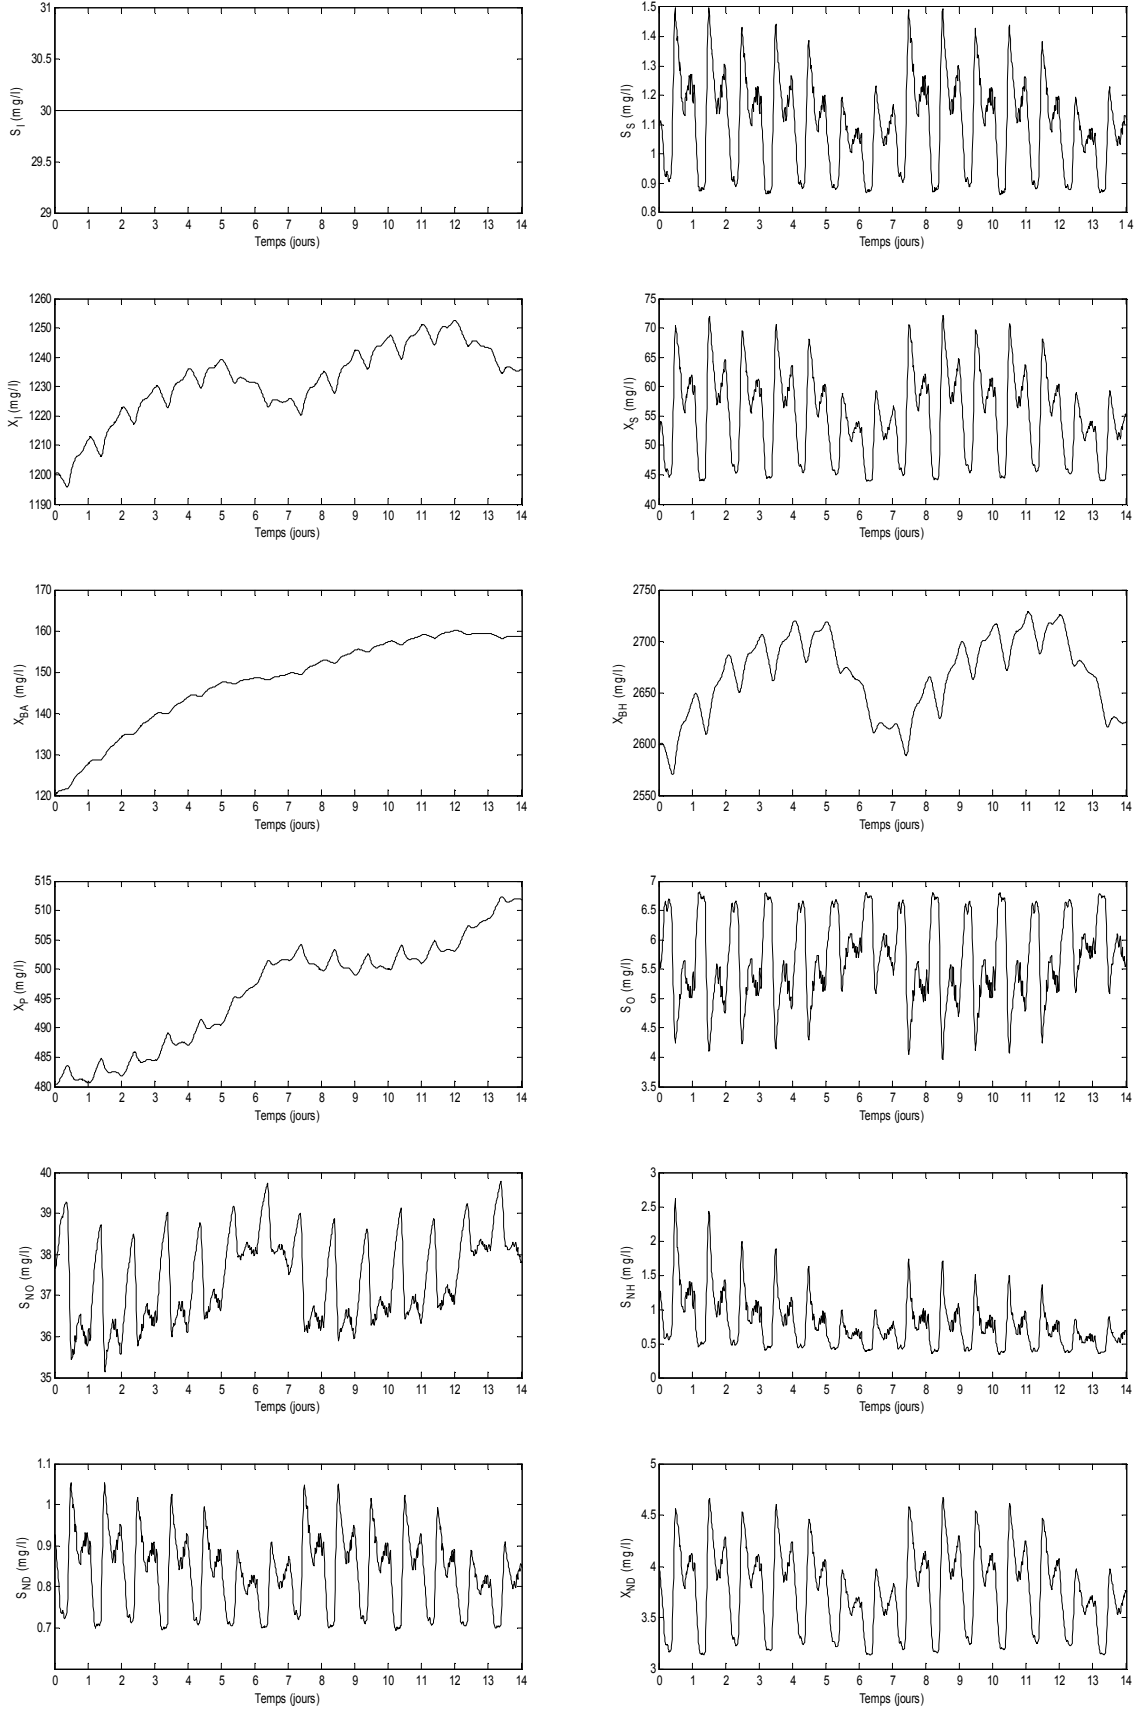 31
30.5
30
29.5
29
S_I (mg/l)
0 1 2 3 4 5 6 7 8 9 10 11 12 13 14
Temps (jours)
1.5
1.4
1.3
1.2
1.1
1
0.9
0.8
S_S (mg/l)
0 1 2 3 4 5 6 7 8 9 10 11 12 13 14
Temps (jours)
1260
1250
1240
1230
1220
1210
1200
1190
X_I (mg/l)
0 1 2 3 4 5 6 7 8 9 10 11 12 13 14
Temps (jours)
75
70
65
60
55
50
45
40
X_S (mg/l)
0 1 2 3 4 5 6 7 8 9 10 11 12 13 14
Temps (jours)
170
160
150
140
130
120
X_BA (mg/l)
0 1 2 3 4 5 6 7 8 9 10 11 12 13 14
Temps (jours)
2750
2700
2650
2600
2550
X_BH (mg/l)
0 1 2 3 4 5 6 7 8 9 10 11 12 13 14
Temps (jours)
515
510
505
500
495
490
485
480
X_P (mg/l)
0 1 2 3 4 5 6 7 8 9 10 11 12 13 14
Temps (jours)
7
6.5
6
5.5
5
4.5
4
3.5
S_O (mg/l)
0 1 2 3 4 5 6 7 8 9 10 11 12 13 14
Temps (jours)
40
39
38
37
36
35
S_NO (mg/l)
0 1 2 3 4 5 6 7 8 9 10 11 12 13 14
Temps (jours)
3
2.5
2
1.5
1
0.5
0
S_NH (mg/l)
0 1 2 3 4 5 6 7 8 9 10 11 12 13 14
Temps (jours)
1.1
1
0.9
0.8
0.7
S_ND (mg/l)
0 1 2 3 4 5 6 7 8 9 10 11 12 13 14
Temps (jours)
5
4.5
4
3.5
3
X_ND (mg/l)
0 1 2 3 4 5 6 7 8 9 10 11 12 13 14
Temps (jours)